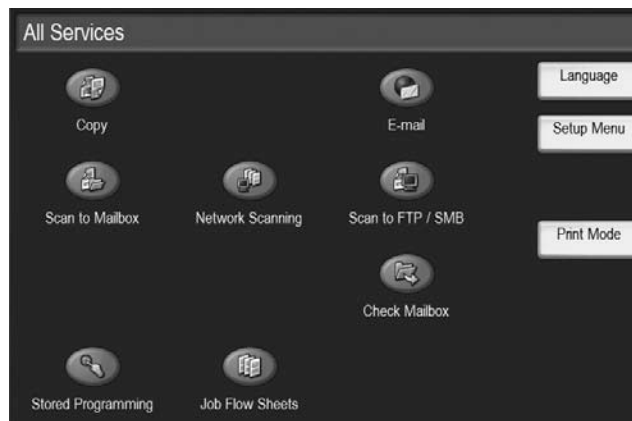 All Services
Language
Copy
E-mail
Setup Menu
Scan to Mailbox
Network Scanning
Scan to FTP / SMB
Print Mode
Check Mailbox
Stored Programming
Job Flow Sheets